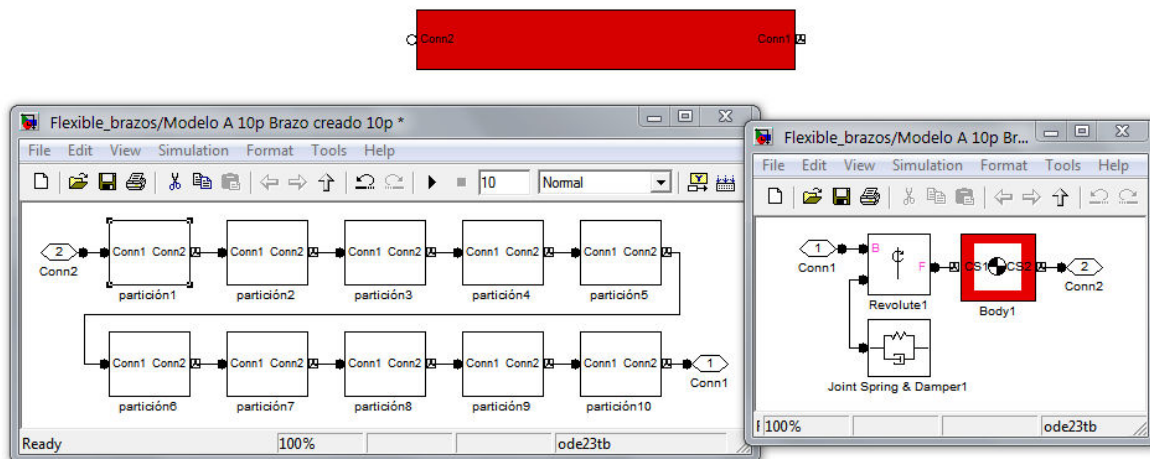 Conn2 Conn1
Flexible_brazos/Modelo A 10p Brazo creado 10p *
File Edit View Simulation Format Tools Help
10 Normal
2 Conn1 Conn2 Conn1 Conn2 Conn1 Conn2 Conn1 Conn2 Conn1 Conn2
Conn2
partición1 partición2 partición3 partición4 partición5
Conn1 Conn2 Conn1 Conn2 Conn1 Conn2 Conn1 Conn2 Conn1 Conn2 1
Conn1
partición6 partición7 partición8 partición9 partición10
Ready 100% ode23tb
Flexible_brazos/Modelo A 10p Br...
File Edit View Simulation Format Tools Help
1 B
Conn1
F CS1 CS2 2
Conn2
Revolute1 Body1
Joint Spring & Damper1
100% ode23tb